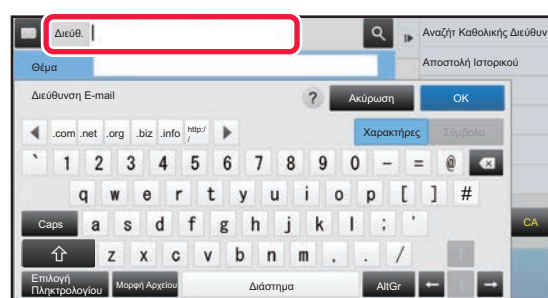 Διεύθ.
Αναζήτ Καθολικής Διεύθυν
Θέμα
Αποστολή Ιστορικού
Διεύθυνση E-mail
?
Ακύρωση
OK
.com .net .org .biz .info http:/
/
Χαρακτήρες
Σύμβολα
` 1 2 3 4 5 6 7 8 9 0 - = @
q w e r t y u i o p [ ] #
Caps a s d f g h j k l ; '
CA
z x c v b n m . . /
Επιλογή
Πληκτρολογίου
Μορφή Αρχείου
Διάστημα
AltGr